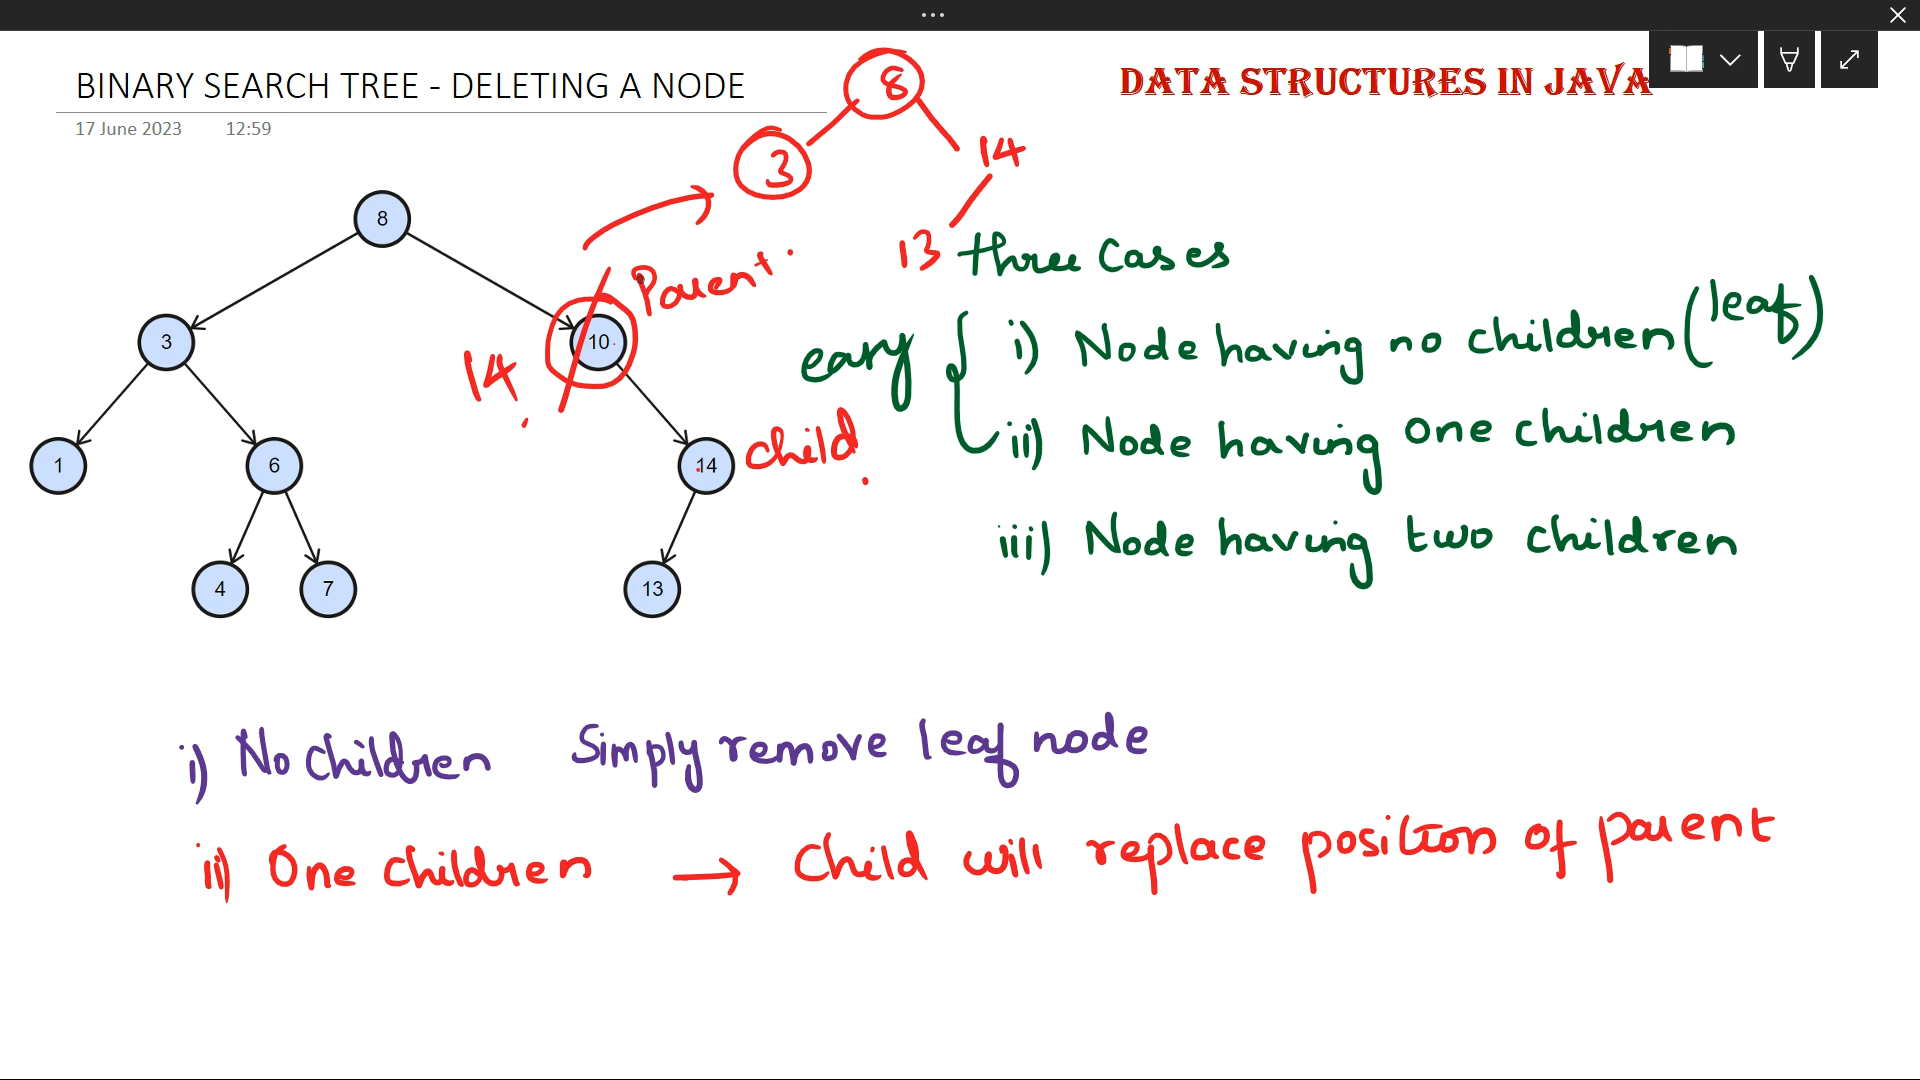 BINARY SEARCH TREE - DELETING A NODE
DATA STRUCTURES IN JAVA
17 June 2023 12:59
8
3
14
13
8
3
10
14
Parent
1
6
14
child
4
7
13
three Cases
easy
i) Node having no children (leaf)
ii) Node having one children
iii) Node having two children
i) No children Simply remove leaf node
ii) One children → Child will replace position of parent